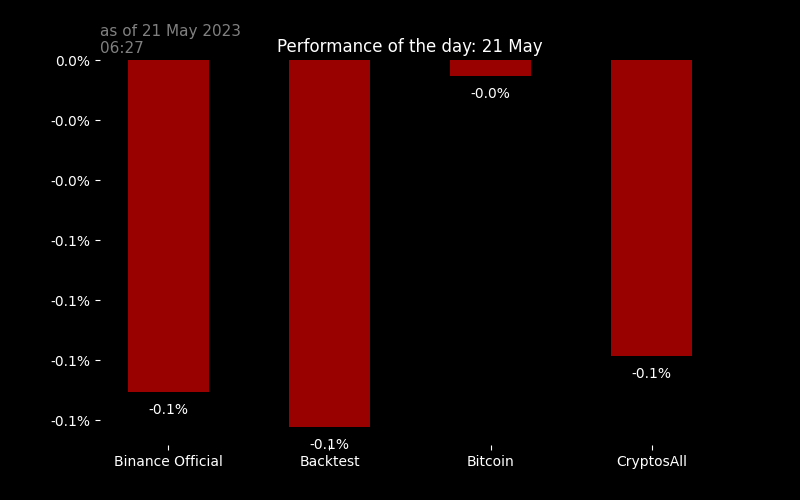 as of 21 May 2023
06:27
Performance of the day: 21 May
0.0%
-0.0%
-0.0%
-0.1%
-0.1%
-0.1%
-0.1%
-0.1%
-0.1%
-0.0%
-0.1%
Binance Official
Backtest
Bitcoin
CryptosAll